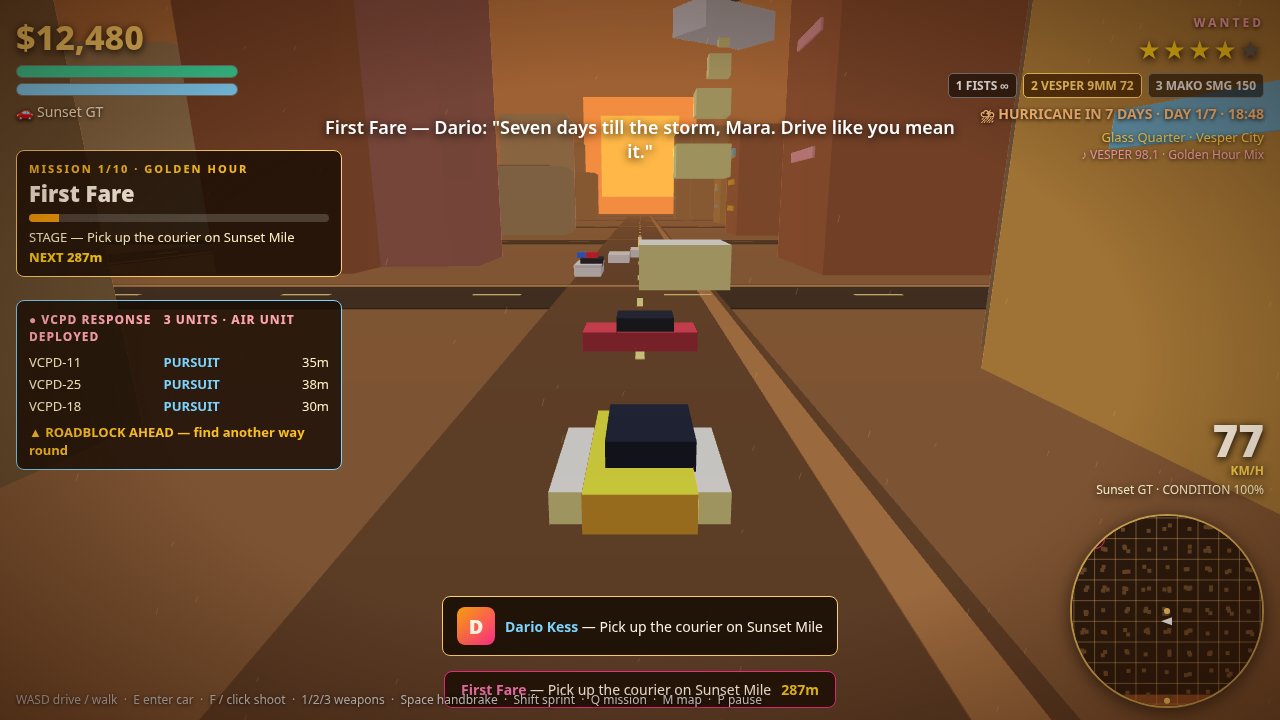 $12,480
🚗 Sunset GT
MISSION 1/10 · GOLDEN HOUR
First Fare
STAGE — Pick up the courier on Sunset Mile
NEXT 287m
● VCPD RESPONSE 3 UNITS · AIR UNIT
DEPLOYED
VCPD-11 PURSUIT 35m
VCPD-25 PURSUIT 38m
VCPD-18 PURSUIT 30m
▲ ROADBLOCK AHEAD — find another way
round
First Fare — Dario: "Seven days till the storm, Mara. Drive like you mean
it."
WANTED
★★★★★
1 FISTS ∞ 2 VESPER 9MM 72 3 MAKO SMG 150
⛈ HURRICANE IN 7 DAYS · DAY 1/7 · 18:48
Glass Quarter · Vesper City
♪ VESPER 98.1 · Golden Hour Mix
77
KM/H
Sunset GT · CONDITION 100%
D Dario Kess — Pick up the courier on Sunset Mile
First Fare — Pick up the courier on Sunset Mile 287m
WASD drive / walk · E enter car · F / click shoot · 1/2/3 weapons · Space handbrake · Shift sprint · Q mission · M map · P pause